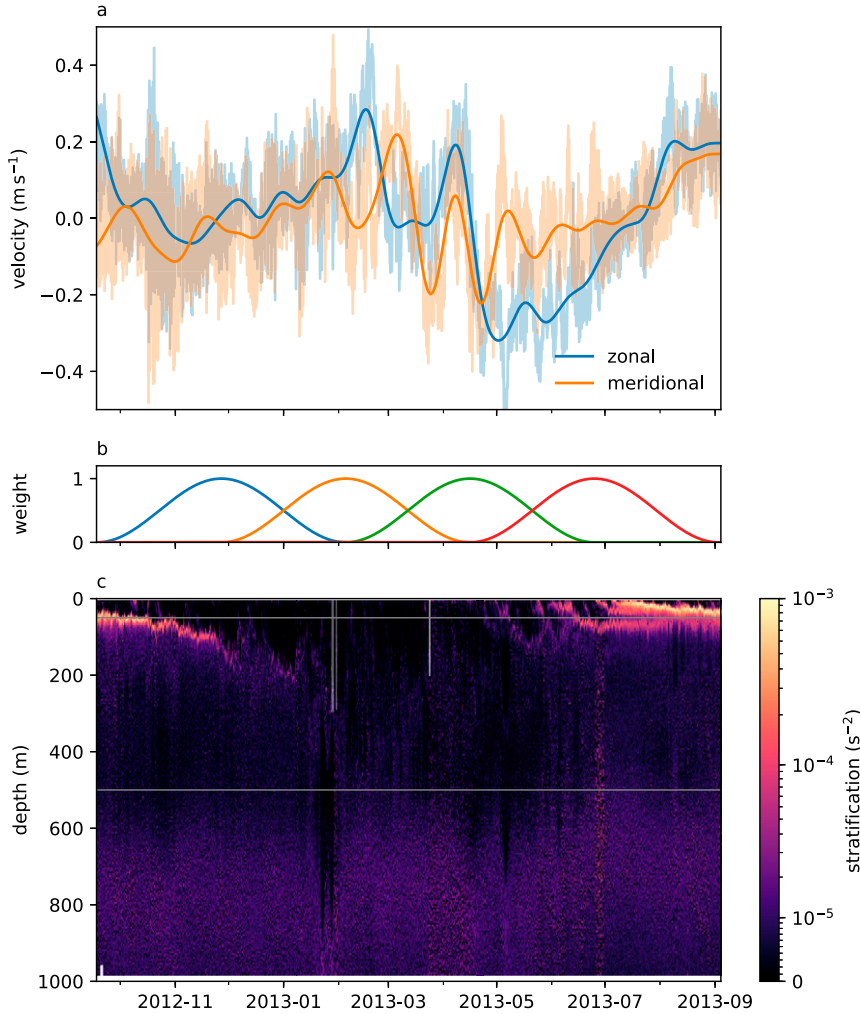 a
velocity (m s⁻¹)
0.4
0.2
0.0
−0.2
−0.4
zonal
meridional
b
weight
1
0
c
depth (m)
0
200
400
600
800
1000
2012-11
2013-01
2013-03
2013-05
2013-07
2013-09
10⁻³
10⁻⁴
10⁻⁵
0
stratification (s⁻²)